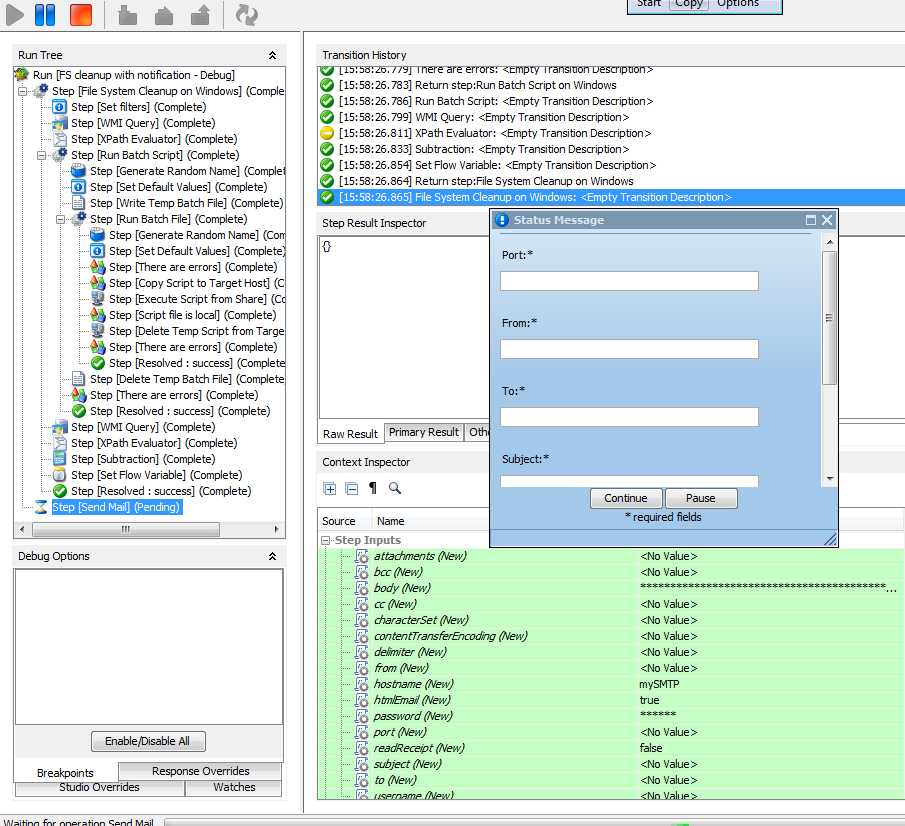 Start Copy Options
Run Tree
Run [FS cleanup with notification - Debug]
Step [File System Cleanup on Windows] (Comple
Step [Set filters] (Complete)
Step [WMI Query] (Complete)
Step [XPath Evaluator] (Complete)
Step [Run Batch Script] (Complete)
Step [Generate Random Name] (Complet
Step [Set Default Values] (Complete)
Step [Write Temp Batch File] (Complete)
Step [Run Batch File] (Complete)
Step [Generate Random Name] (Com
Step [Set Default Values] (Complete)
Step [There are errors] (Complete)
Step [Copy Script to Target Host] (C
Step [Execute Script from Share] (Co
Step [Script file is local] (Complete)
Step [Delete Temp Script from Targe
Step [There are errors] (Complete)
Step [Resolved : success] (Complete
Step [Delete Temp Batch File] (Complete
Step [There are errors] (Complete)
Step [Resolved : success] (Complete)
Step [WMI Query] (Complete)
Step [XPath Evaluator] (Complete)
Step [Subtraction] (Complete)
Step [Set Flow Variable] (Complete)
Step [Resolved : success] (Complete)
Step [Send Mail] (Pending)
Debug Options
Enable/Disable All
Breakpoints
Response Overrides
Studio Overrides
Watches
Waiting for operation Send Mail
Transition History
[15:58:26.779] There are errors: <Empty Transition Description>
[15:58:26.783] Return step:Run Batch Script on Windows
[15:58:26.786] Run Batch Script: <Empty Transition Description>
[15:58:26.799] WMI Query: <Empty Transition Description>
[15:58:26.811] XPath Evaluator: <Empty Transition Description>
[15:58:26.833] Subtraction: <Empty Transition Description>
[15:58:26.854] Set Flow Variable: <Empty Transition Description>
[15:58:26.864] Return step:File System Cleanup on Windows
[15:58:26.865] File System Cleanup on Windows: <Empty Transition Description>
Step Result Inspector
{}
Raw Result
Primary Result
Othe
Status Message
Port:*
From:*
To:*
Subject:*
Continue
Pause
* required fields
Context Inspector
Source Name
Step Inputs
attachments (New) <No Value>
bcc (New) <No Value>
body (New) ******************************************...
cc (New) <No Value>
characterSet (New) <No Value>
contentTransferEncoding (New) <No Value>
delimiter (New) <No Value>
from (New) <No Value>
hostname (New) mySMTP
htmlEmail (New) true
password (New) ******
port (New) <No Value>
readReceipt (New) false
subject (New) <No Value>
to (New) <No Value>
username (New) <No Value>